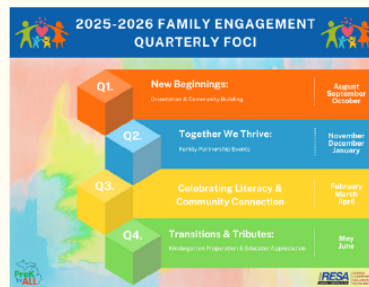 2025-2026 FAMILY ENGAGEMENT
QUARTERLY FOCI
Q1.
New Beginnings:
Orientation & Community Building
August
September
October
Q2.
Together We Thrive:
Family Partnership Events
November
December
January
Q3.
Celebrating Literacy &
Community Connection
February
March
April
Q4.
Transitions & Tributes:
Kindergarten Preparation & Educator Appreciation
May
June
PreK
for ALL
RESA